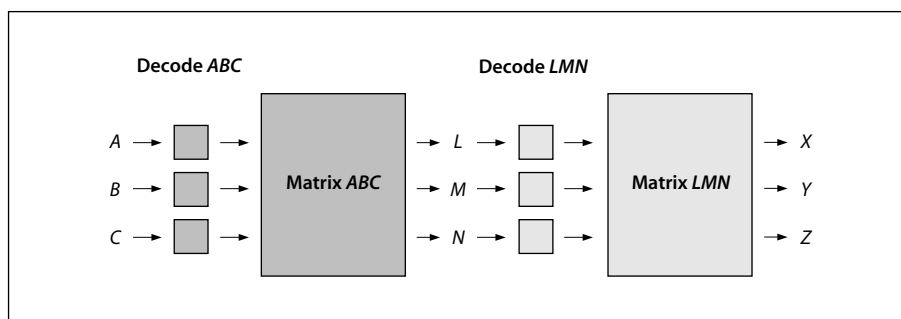 Decode ABC Decode LMN
A L X
B Matrix ABC M Matrix LMN Y
C N Z